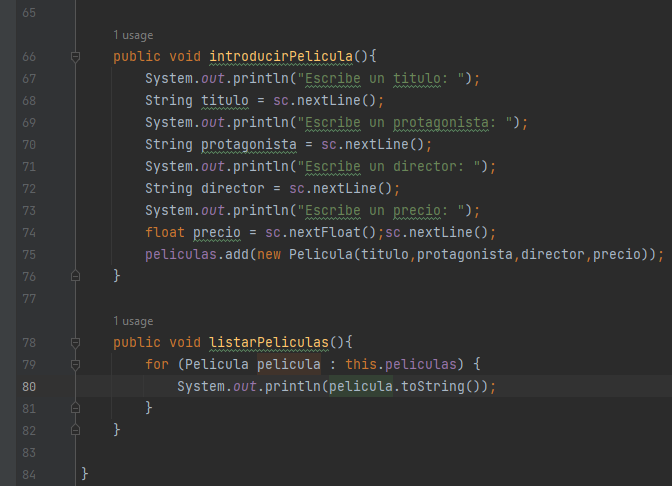 65
1 usage
66 public void introducirPelicula(){
67 System.out.println("Escribe un titulo: ");
68 String titulo = sc.nextLine();
69 System.out.println("Escribe un protagonista: ");
70 String protagonista = sc.nextLine();
71 System.out.println("Escribe un director: ");
72 String director = sc.nextLine();
73 System.out.println("Escribe un precio: ");
74 float precio = sc.nextFloat();sc.nextLine();
75 peliculas.add(new Pelicula(titulo,protagonista,director,precio));
76 }
77
1 usage
78 public void listarPeliculas(){
79 for (Pelicula pelicula : this.peliculas) {
80 System.out.println(pelicula.toString());
81 }
82 }
83
84 }